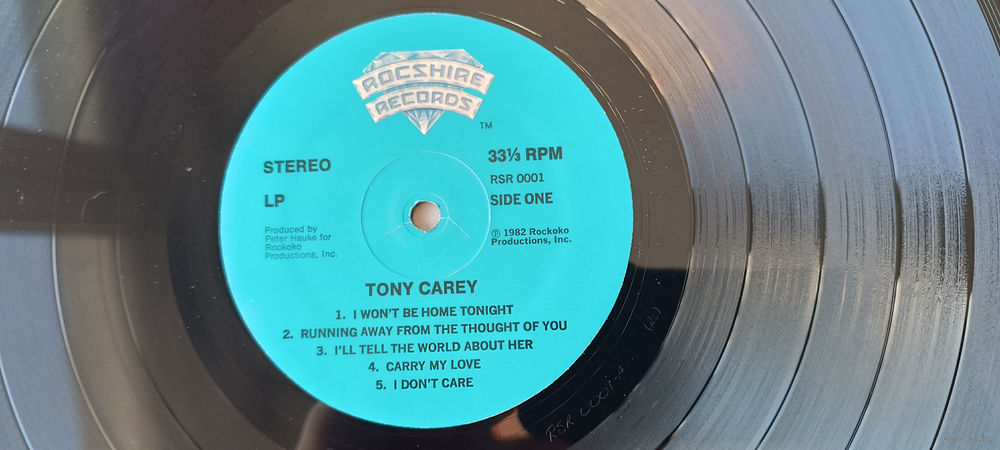 ROCSHIRE
RECORDS
TM
STEREO
33⅓ RPM
RSR 0001
LP
SIDE ONE
Produced by
Peter Hauke for
Rockoko
Productions, Inc.
℗ 1982 Rockoko
Productions, Inc.
TONY CAREY
1. I WON'T BE HOME TONIGHT
2. RUNNING AWAY FROM THE THOUGHT OF YOU
3. I'LL TELL THE WORLD ABOUT HER
4. CARRY MY LOVE
5. I DON'T CARE
RSR 0001-A